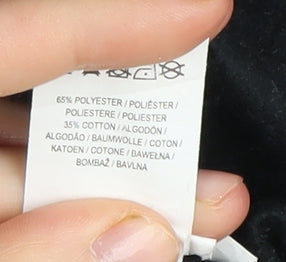 65% POLYESTER / POLIÉSTER /
POLIESTERE / POLIESTER
35% COTTON / ALGODÓN /
ALGODÃO / BAUMWOLLE / COTON /
KATOEN / COTONE / BAWEŁNA /
BOMBAŽ / BAVLNA